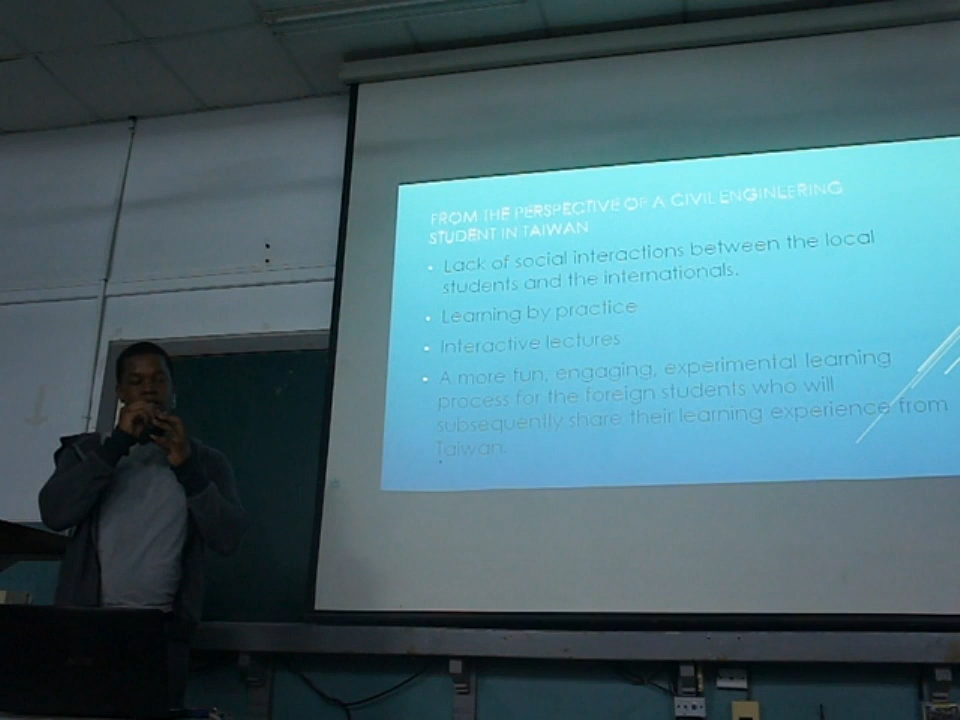 FROM THE PERSPECTIVE OF A CIVIL ENGINEERING
STUDENT IN TAIWAN
• Lack of social interactions between the local
students and the internationals.
• Learning by practice
• Interactive lectures
• A more fun, engaging, experimental learning
process for the foreign students who will
subsequently share their learning experience from
Taiwan.